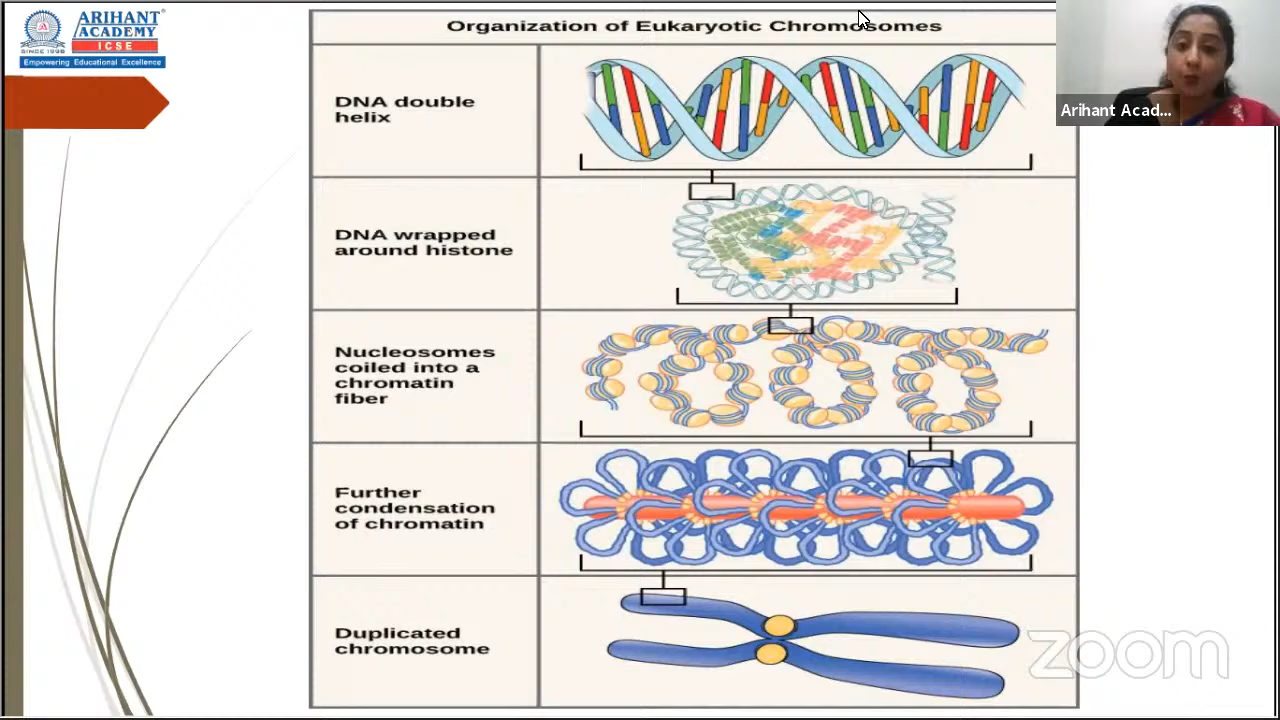 ARIHANT
ACADEMY
ICSE
SINCE 1998
Empowering Educational Excellence
Organization of Eukaryotic Chromosomes
Arihant Acad...
DNA double
helix
DNA wrapped
around histone
Nucleosomes
coiled into a
chromatin
fiber
Further
condensation
of chromatin
Duplicated
chromosome
zoom